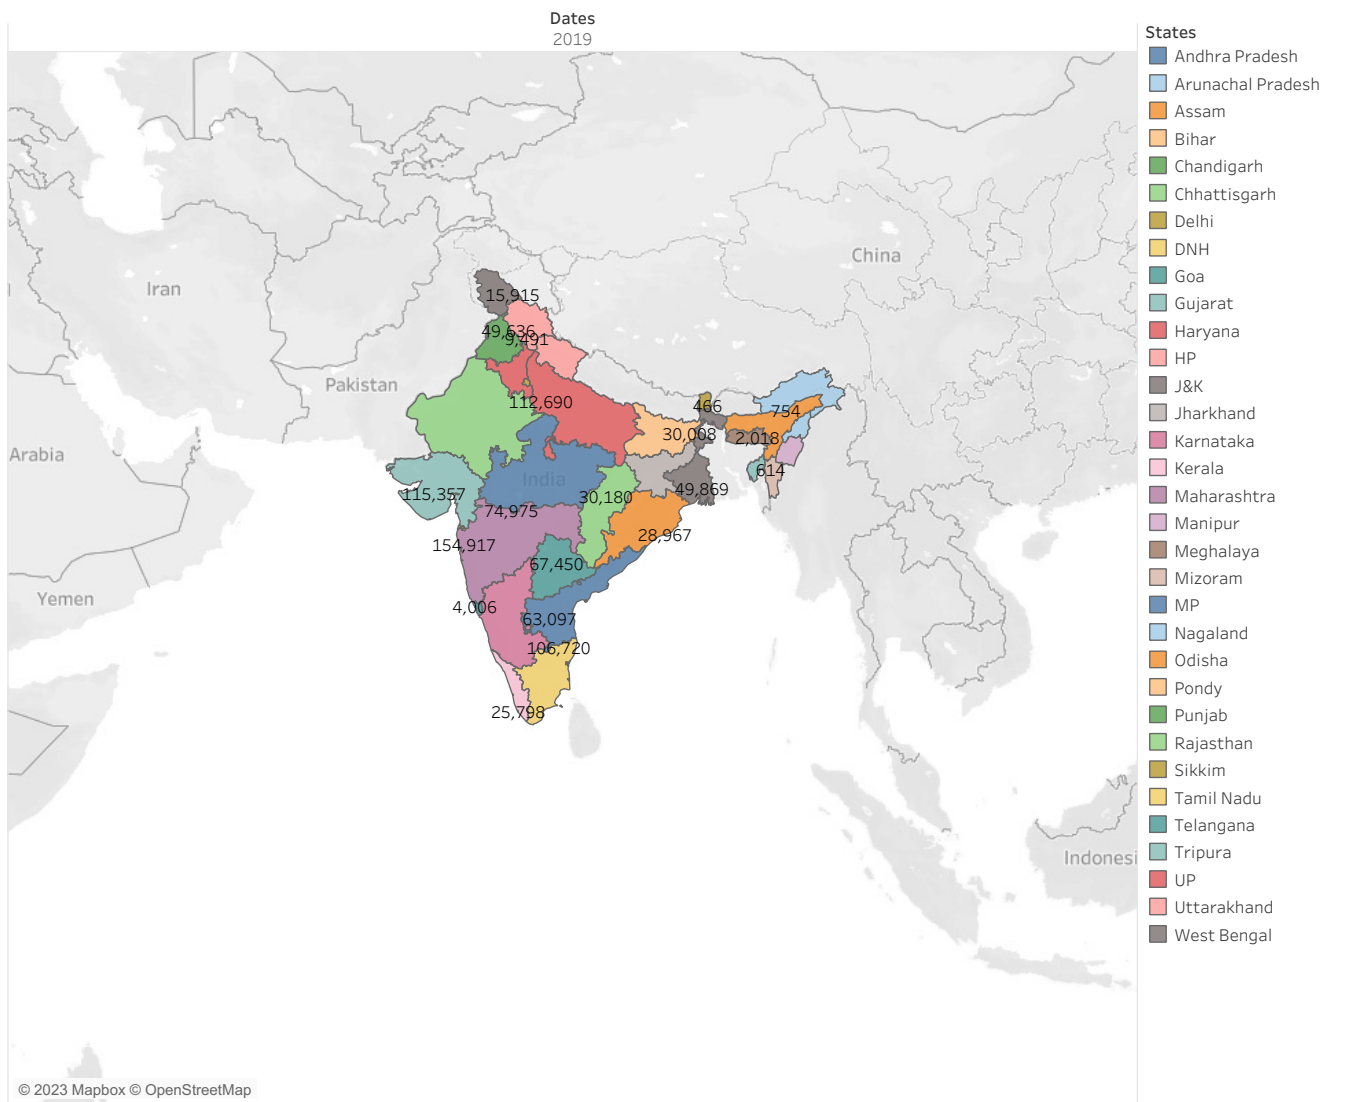 Dates
2019
States
Andhra Pradesh
Arunachal Pradesh
Assam
Bihar
Chandigarh
Chhattisgarh
Delhi
DNH
Goa
Gujarat
Haryana
HP
J&K
Jharkhand
Karnataka
Kerala
Maharashtra
Manipur
Meghalaya
Mizoram
MP
Nagaland
Odisha
Pondy
Punjab
Rajasthan
Sikkim
Tamil Nadu
Telangana
Tripura
UP
Uttarakhand
West Bengal
China
Iran
15,915
49,636
9,491
Pakistan
112,690
466
754
30,008
2,018
Arabia
614
India
115,357
30,180
49,869
74,975
28,967
154,917
67,450
Yemen
4,006
63,097
106,720
25,798
Indonesi
© 2023 Mapbox © OpenStreetMap